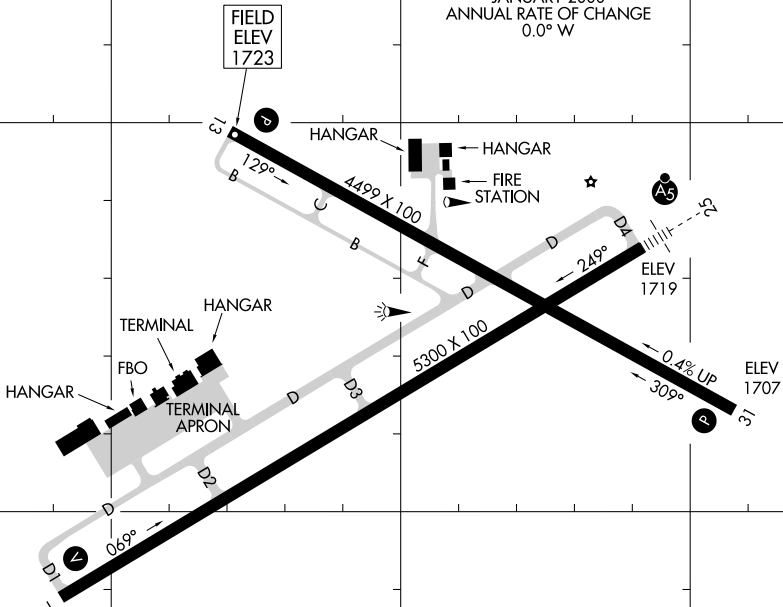 ANNUAL RATE OF CHANGE
0.0° W
FIELD
ELEV
1723
13
P
HANGAR
HANGAR
FIRE
STATION
129°
4499 X 100
B
C
B
F
A5
25
D4
D
249°
ELEV
1719
D
HANGAR
TERMINAL
FBO
HANGAR
TERMINAL
APRON
5300 X 100
0.4% UP
309°
ELEV
1707
31
P
D3
D
D2
D
069°
V
D1